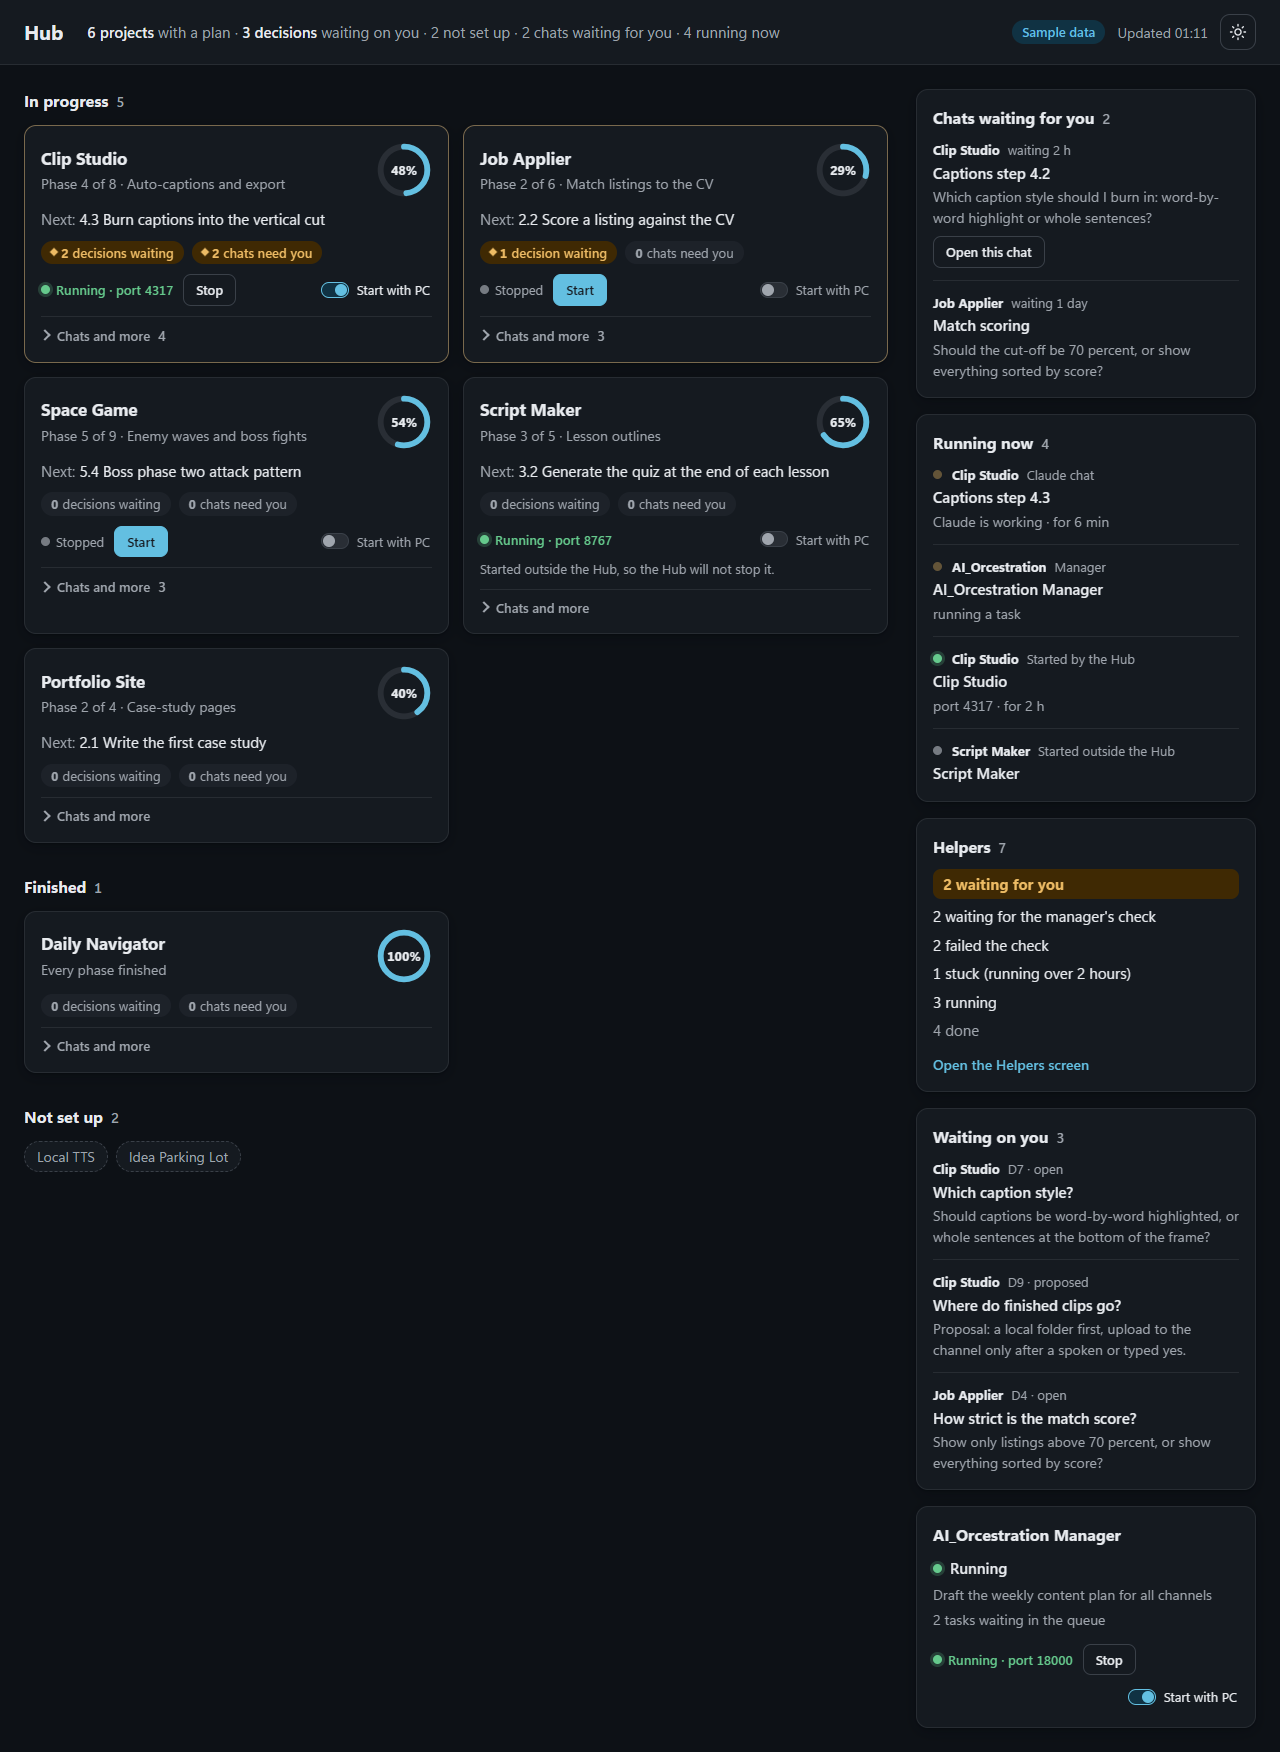 Hub
6 projects with a plan · 3 decisions waiting on you · 2 not set up · 2 chats waiting for you · 4 running now
Sample data
Updated 01:11
In progress 5
Clip Studio
48%
Phase 4 of 8 · Auto-captions and export
Next: 4.3 Burn captions into the vertical cut
2 decisions waiting
2 chats need you
Running · port 4317
Stop
Start with PC
Chats and more 4
Job Applier
29%
Phase 2 of 6 · Match listings to the CV
Next: 2.2 Score a listing against the CV
1 decision waiting
0 chats need you
Stopped
Start
Start with PC
Chats and more 3
Space Game
54%
Phase 5 of 9 · Enemy waves and boss fights
Next: 5.4 Boss phase two attack pattern
0 decisions waiting
0 chats need you
Stopped
Start
Start with PC
Chats and more 3
Script Maker
65%
Phase 3 of 5 · Lesson outlines
Next: 3.2 Generate the quiz at the end of each lesson
0 decisions waiting
0 chats need you
Running · port 8767
Start with PC
Started outside the Hub, so the Hub will not stop it.
Chats and more
Portfolio Site
40%
Phase 2 of 4 · Case-study pages
Next: 2.1 Write the first case study
0 decisions waiting
0 chats need you
Chats and more
Finished 1
Daily Navigator
100%
Every phase finished
0 decisions waiting
0 chats need you
Chats and more
Not set up 2
Local TTS
Idea Parking Lot
Chats waiting for you 2
Clip Studio waiting 2 h
Captions step 4.2
Which caption style should I burn in: word-by-
word highlight or whole sentences?
Open this chat
Job Applier waiting 1 day
Match scoring
Should the cut-off be 70 percent, or show
everything sorted by score?
Running now 4
Clip Studio Claude chat
Captions step 4.3
Claude is working · for 6 min
AI_Orcestration Manager
AI_Orcestration Manager
running a task
Clip Studio Started by the Hub
Clip Studio
port 4317 · for 2 h
Script Maker Started outside the Hub
Script Maker
Helpers 7
2 waiting for you
2 waiting for the manager's check
2 failed the check
1 stuck (running over 2 hours)
3 running
4 done
Open the Helpers screen
Waiting on you 3
Clip Studio D7 · open
Which caption style?
Should captions be word-by-word highlighted, or
whole sentences at the bottom of the frame?
Clip Studio D9 · proposed
Where do finished clips go?
Proposal: a local folder first, upload to the
channel only after a spoken or typed yes.
Job Applier D4 · open
How strict is the match score?
Show only listings above 70 percent, or show
everything sorted by score?
AI_Orcestration Manager
Running
Draft the weekly content plan for all channels
2 tasks waiting in the queue
Running · port 18000
Stop
Start with PC